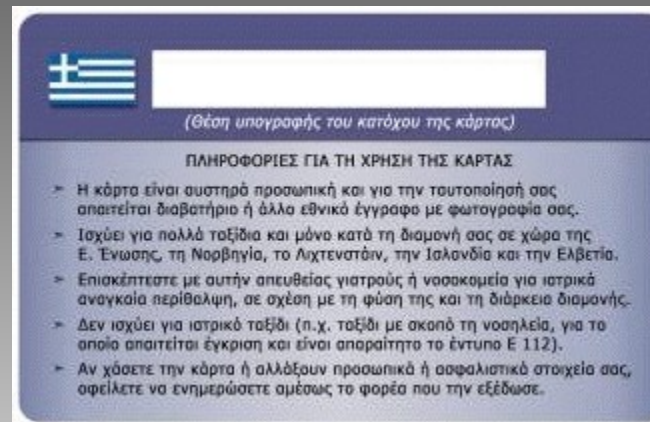 (Θέση υπογραφής του κατόχου της κάρτας)
ΠΛΗΡΟΦΟΡΙΕΣ ΓΙΑ ΤΗ ΧΡΗΣΗ ΤΗΣ ΚΑΡΤΑΣ
➤ Η κάρτα είναι αυστηρά προσωπική και για την ταυτοποίησή σας
απαιτείται διαβατήριο ή άλλο εθνικό έγγραφο με φωτογραφία σας.
➤ Ισχύει για πολλά ταξίδια και μόνο κατά τη διαμονή σας σε χώρα της
Ε. Ένωσης, τη Νορβηγία, το Λιχτενστάιν, την Ισλανδία και την Ελβετία.
➤ Επισκέπτεστε με αυτήν απευθείας γιατρούς ή νοσοκομεία για ιατρικά
αναγκαία περίθαλψη, σε σχέση με τη φύση της και τη διάρκεια διαμονής.
➤ Δεν ισχύει για ιατρικό ταξίδι (π.χ. ταξίδι με σκοπό τη νοσηλεία, για το
οποίο απαιτείται έγκριση και είναι απαραίτητο το έντυπο Ε 112).
➤ Αν χάσετε την κάρτα ή αλλάξουν προσωπικά ή ασφαλιστικά στοιχεία σας,
οφείλετε να ενημερώσετε αμέσως το φορέα που την εξέδωσε.